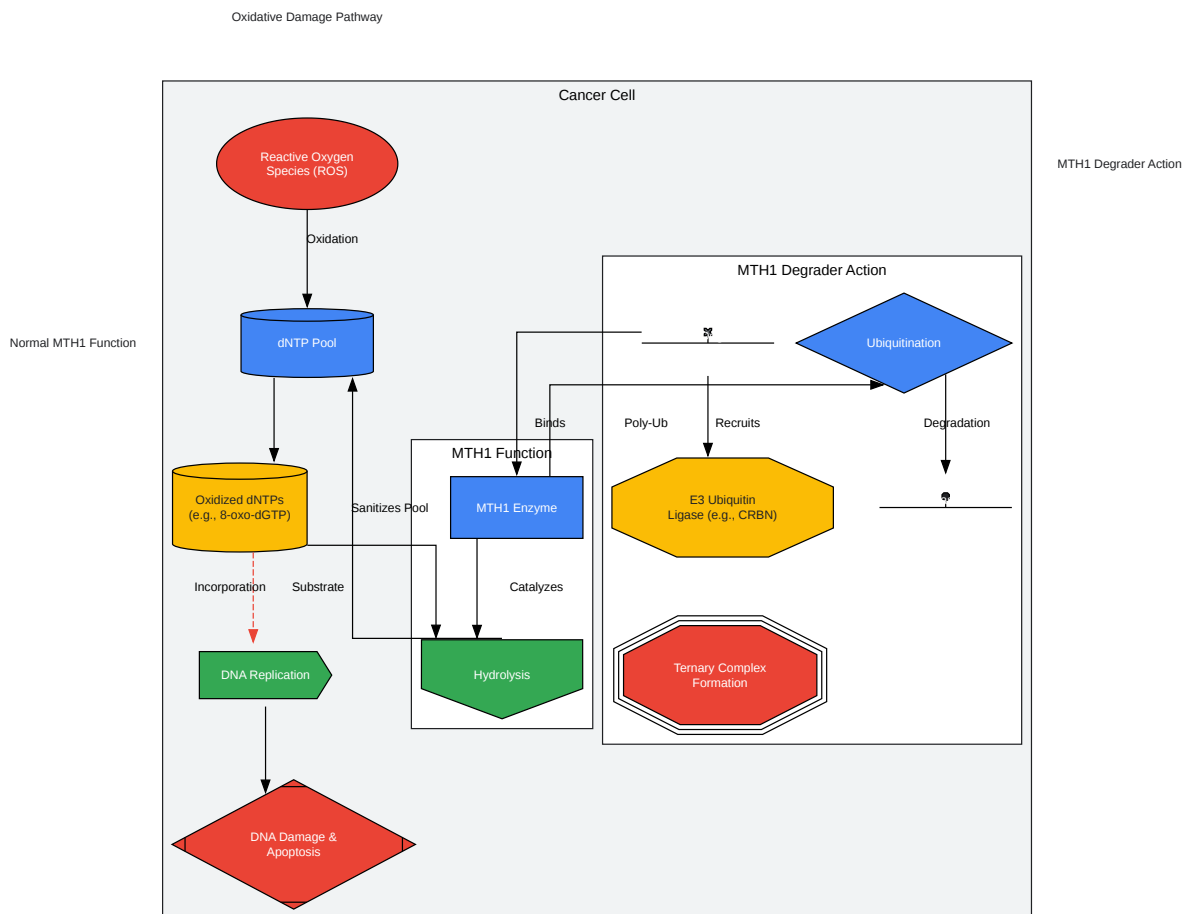 Oxidative Damage Pathway
Cancer Cell
Reactive Oxygen
Species (ROS)
MTH1 Degrader Action
Oxidation
MTH1 Degrader Action
Normal MTH1 Function
dNTP Pool
Ubiquitination
Binds
Poly-Ub
Recruits
Degradation
MTH1 Function
Oxidized dNTPs
(e.g., 8-oxo-dGTP)
Sanitizes Pool
MTH1 Enzyme
E3 Ubiquitin
Ligase (e.g., CRBN)
Incorporation
Substrate
Catalyzes
DNA Replication
Hydrolysis
Ternary Complex
Formation
DNA Damage &
Apoptosis